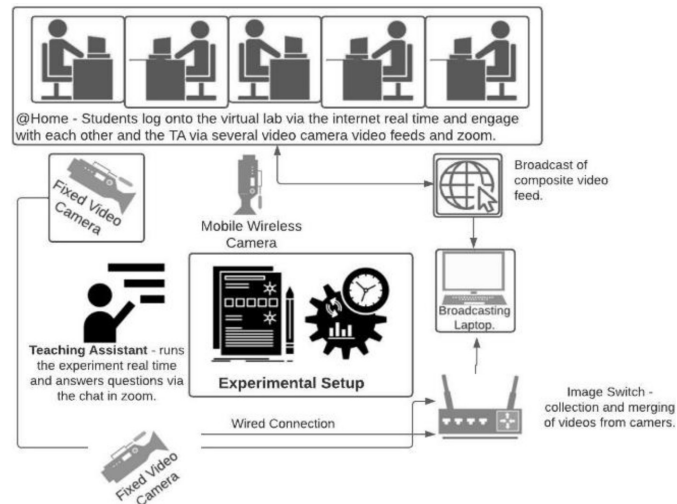 @Home - Students log onto the virtual lab via the internet real time and engage
with each other and the TA via several video camera video feeds and zoom.
Fixed Video
Camera
Mobile Wireless
Camera
Broadcast of
composite video
feed.
Broadcasting
Laptop.
Teaching Assistant - runs
the experiment real time
and answers questions via
the chat in zoom.
Experimental Setup
Image Switch -
collection and merging
of videos from camers.
Wired Connection
Fixed Video
Camera